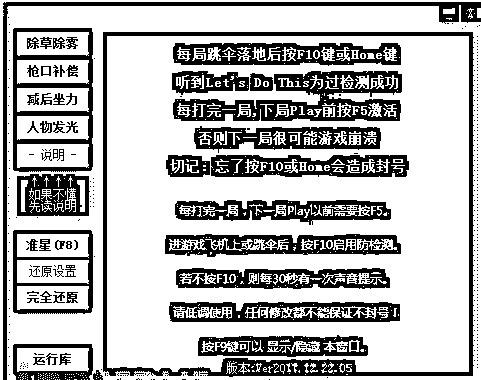 除草除雾
枪口补偿
减后坐力
人物发光
- 说明 -
如果不懂
先读说明
准星(F8)
还原设置
完全还原
运行库
每局跳伞落地后按F10键或Home键
听到Let's Do This为过检测成功
每打完一局,下局Play前按F5激活
否则下一局很可能游戏崩溃
切记：忘了按F10或Home会造成封号
每打完一局，下一局Play以前需要按F5。
进游戏飞机上或跳伞后，按F10启用防检测。
若不按F10，则每30秒有一次声音提示。
请低调使用，任何修改都不能保证不封号！
按F9键可以 显示/隐藏 本窗口。
版本:Ver2017.12.22.05